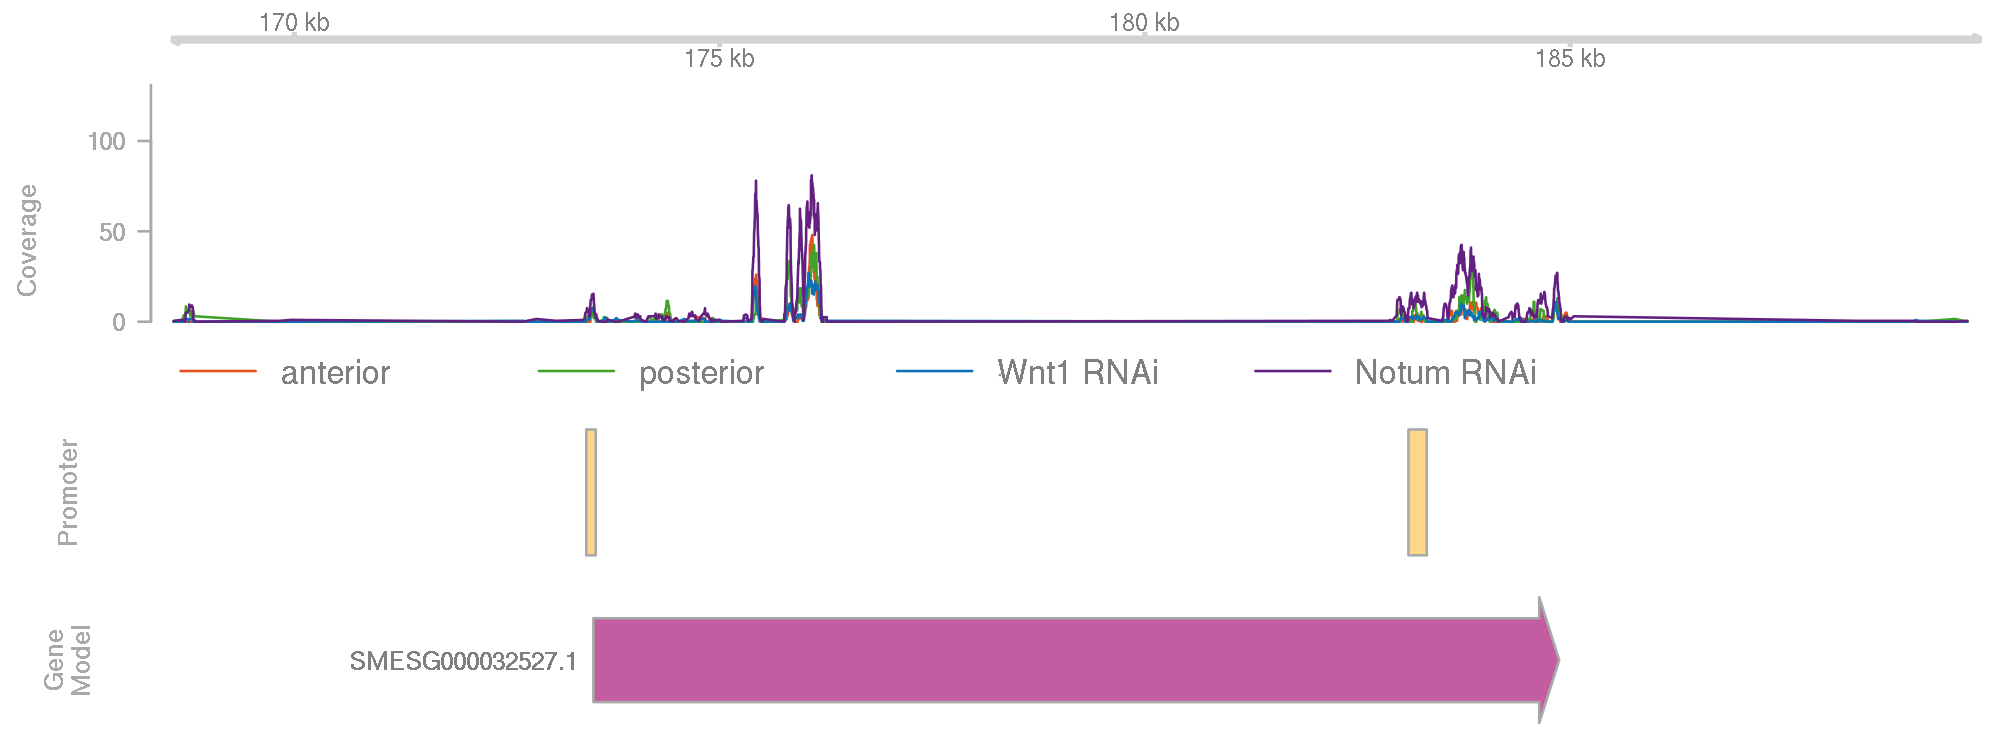 170 kb
180 kb
175 kb
185 kb
Coverage
100
50
0
anterior
posterior
Wnt1 RNAi
Notum RNAi
Promoter
Gene
Model
SMESG000032527.1